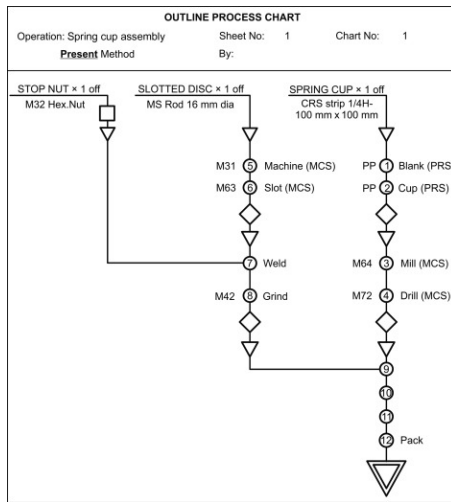 OUTLINE PROCESS CHART
Operation: Spring cup assembly Sheet No: 1 Chart No: 1
Present Method By:
STOP NUT × 1 off SLOTTED DISC × 1 off SPRING CUP × 1 off
M32 Hex.Nut MS Rod 16 mm dia CRS strip 1/4H-
100 mm x 100 mm
M31 5 Machine (MCS) PP 1 Blank (PRS)
M63 6 Slot (MCS) PP 2 Cup (PRS)
7 Weld M64 3 Mill (MCS)
M42 8 Grind M72 4 Drill (MCS)
9
10
11
12 Pack